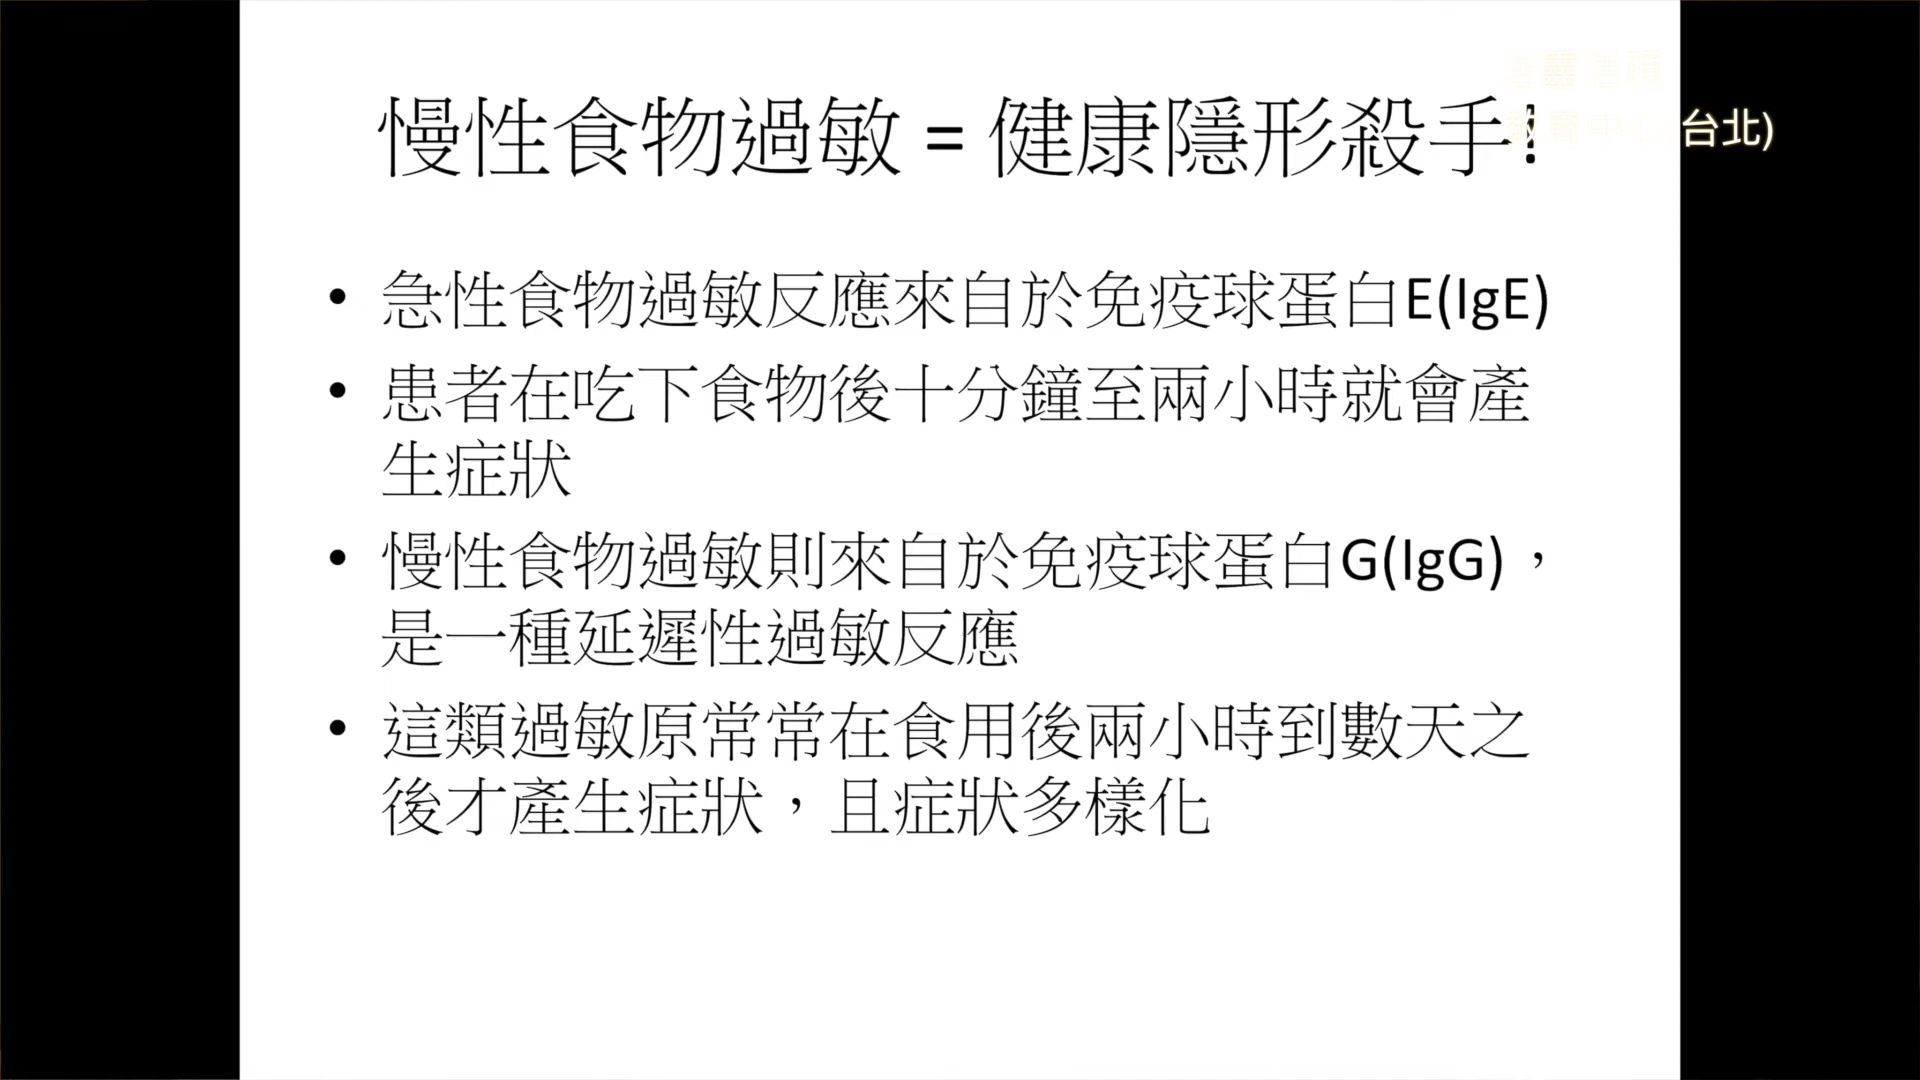 慢性食物過敏 = 健康隱形殺手!
台北)
• 急性食物過敏反應來自於免疫球蛋白E(IgE)
• 患者在吃下食物後十分鐘至兩小時就會產
生症狀
• 慢性食物過敏則來自於免疫球蛋白G(IgG)，
是一種延遲性過敏反應
• 這類過敏原常常在食用後兩小時到數天之
後才產生症狀，且症狀多樣化